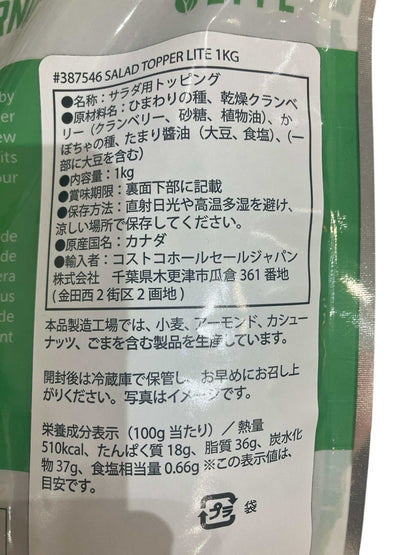 LITE
by
er
ew
its
our
de
de
era
us
de
nt
#387546 SALAD TOPPER LITE 1KG
●名称：サラダ用トッピング
●原材料名：ひまわりの種、乾燥クランベ
リー（クランベリー、砂糖、植物油）、か
ぼちゃの種、たまり醤油（大豆、食塩）、（一
部に大豆を含む）
●内容量：1kg
●賞味期限：裏面下部に記載
●保存方法：直射日光や高温多湿を避け、
涼しい場所で保存してください。
●原産国名：カナダ
●輸入者：コストコホールセールジャパン
株式会社　千葉県木更津市瓜倉 361 番地
( 金田西 2 街区 2 画地 )
本品製造工場では、小麦、アーモンド、カシュー
ナッツ、ごまを含む製品を生産しています。
開封後は冷蔵庫で保管し、お早めにお召し上
がりください。写真はイメージです。
栄養成分表示（100g 当たり）／熱量
510kcal、たんぱく質 18g、脂質 36g、炭水化
物 37g、食塩相当量 0.66g ※この表示値は、
目安です。
プラ 袋